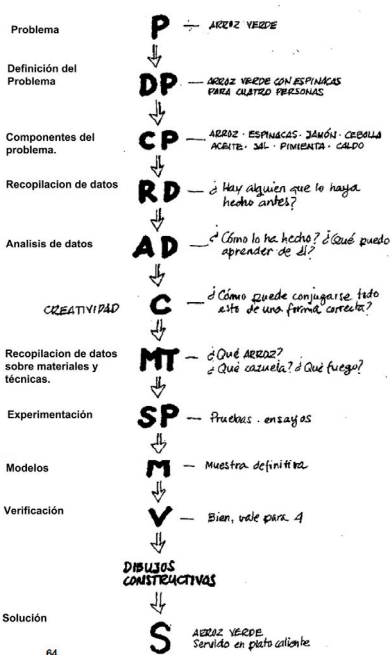 Problema P — ARROZ VERDE
Definición del
Problema
DP — ARROZ VERDE CON ESPINACAS
PARA CUATRO PERSONAS
Componentes del
problema.
CP — ARROZ · ESPINACAS · JAMÓN · CEBOLLA
ACEITE · SAL · PIMIENTA · CALDO
Recopilacion de datos RD — ¿Hay alguien que lo haya
hecho antes?
Analisis de datos AD — ¿Cómo lo ha hecho? ¿Qué puedo
aprender de él?
CREATIVIDAD C — ¿Cómo puede conjugarse todo
esto de una forma correcta?
Recopilacion de datos
sobre materiales y
técnicas.
MT — ¿Qué ARROZ?
¿Qué cazuela? ¿Qué fuego?
Experimentación SP — Pruebas . ensayos
Modelos M — Muestra definitiva
Verificación V — Bien, vale para 4
DIBUJOS
CONSTRUCTIVOS
Solución S ARROZ VERDE
Servido en plato caliente
64